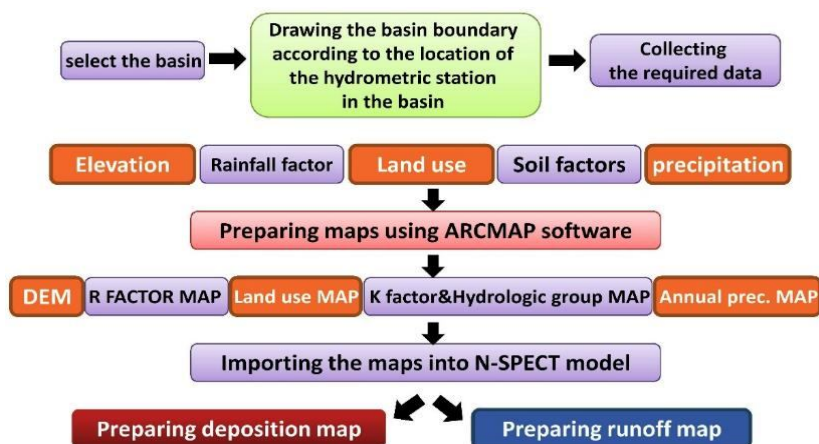 select the basin
Drawing the basin boundary
according to the location of
the hydrometric station
in the basin
Collecting
the required data
Elevation
Rainfall factor
Land use
Soil factors
precipitation
Preparing maps using ARCMAP software
DEM
R FACTOR MAP
Land use MAP
K factor&Hydrologic group MAP
Annual prec. MAP
Importing the maps into N-SPECT model
Preparing deposition map
Preparing runoff map